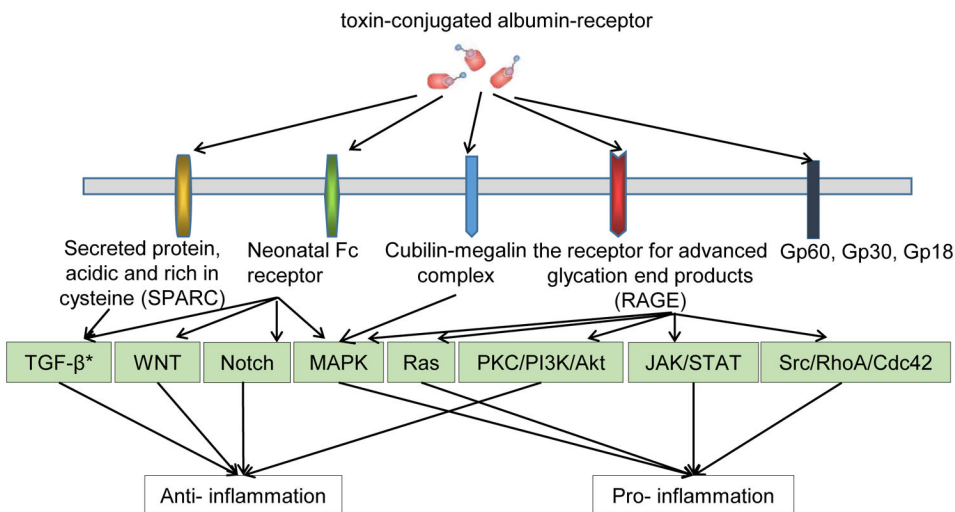 toxin-conjugated albumin-receptor
Secreted protein,
acidic and rich in
cysteine (SPARC)
Neonatal Fc
receptor
Cubilin-megalin
complex
the receptor for advanced
glycation end products
(RAGE)
Gp60, Gp30, Gp18
TGF-β*
WNT
Notch
MAPK
Ras
PKC/PI3K/Akt
JAK/STAT
Src/RhoA/Cdc42
Anti- inflammation
Pro- inflammation